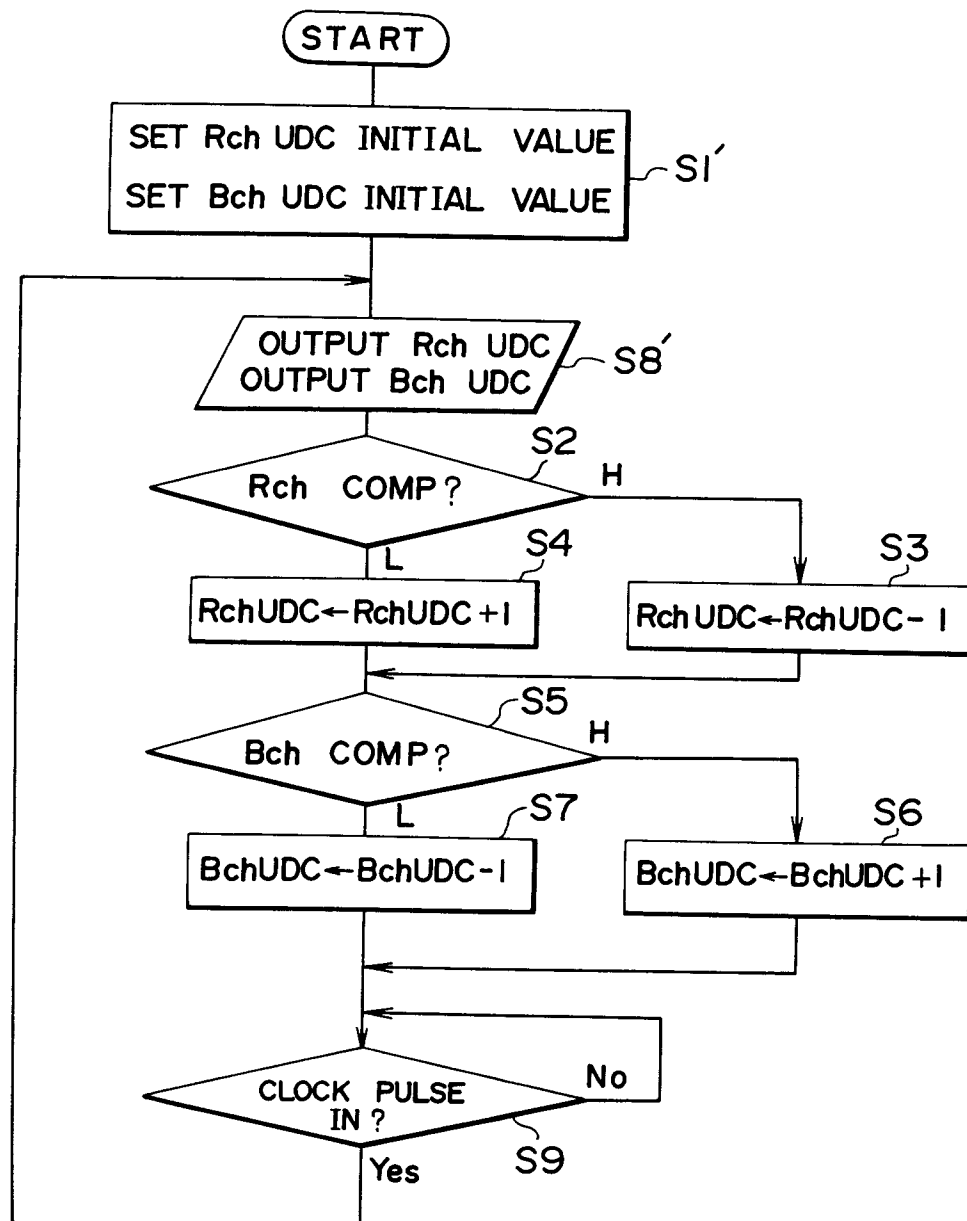 START
SET Rch UDC INITIAL VALUE
SET Bch UDC INITIAL VALUE
S1'
OUTPUT Rch UDC
OUTPUT Bch UDC
S8'
S2
Rch COMP?
H
L
S4
RchUDC←RchUDC+1
S3
RchUDC←RchUDC-1
S5
Bch COMP?
H
L
S7
BchUDC←BchUDC-1
S6
BchUDC←BchUDC+1
CLOCK PULSE
IN?
No
S9
Yes